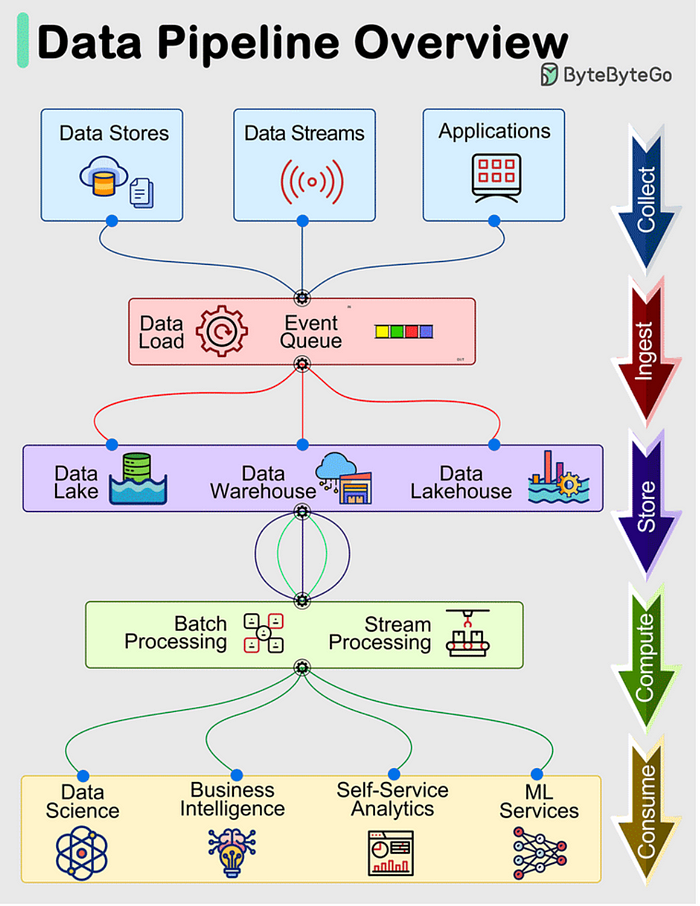 Data Pipeline Overview
ByteByteGo
Data Stores
Data Streams
Applications
Collect
Data
Load
Event
Queue
Ingest
Data
Lake
Data
Warehouse
Data
Lakehouse
Store
Batch
Processing
Stream
Processing
Compute
Data
Science
Business
Intelligence
Self-Service
Analytics
ML
Services
Consume